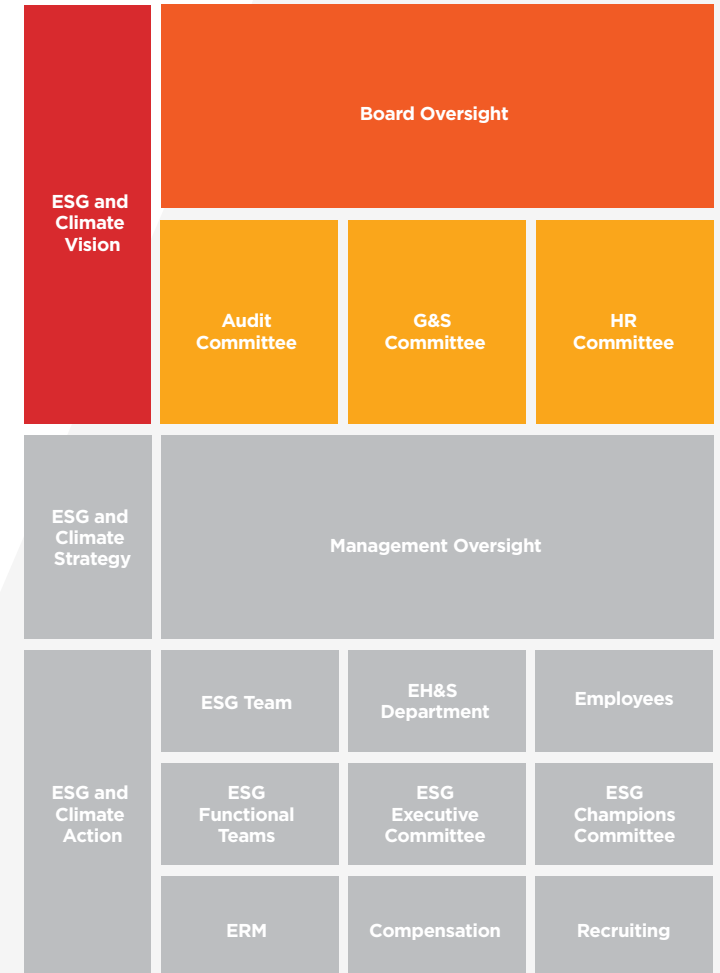 ESG and
Climate
Vision
Board Oversight
Audit
Committee
G&S
Committee
HR
Committee
ESG and
Climate
Strategy
Management Oversight
ESG and
Climate
Action
ESG Team
EH&S
Department
Employees
ESG
Functional
Teams
ESG
Executive
Committee
ESG
Champions
Committee
ERM
Compensation
Recruiting